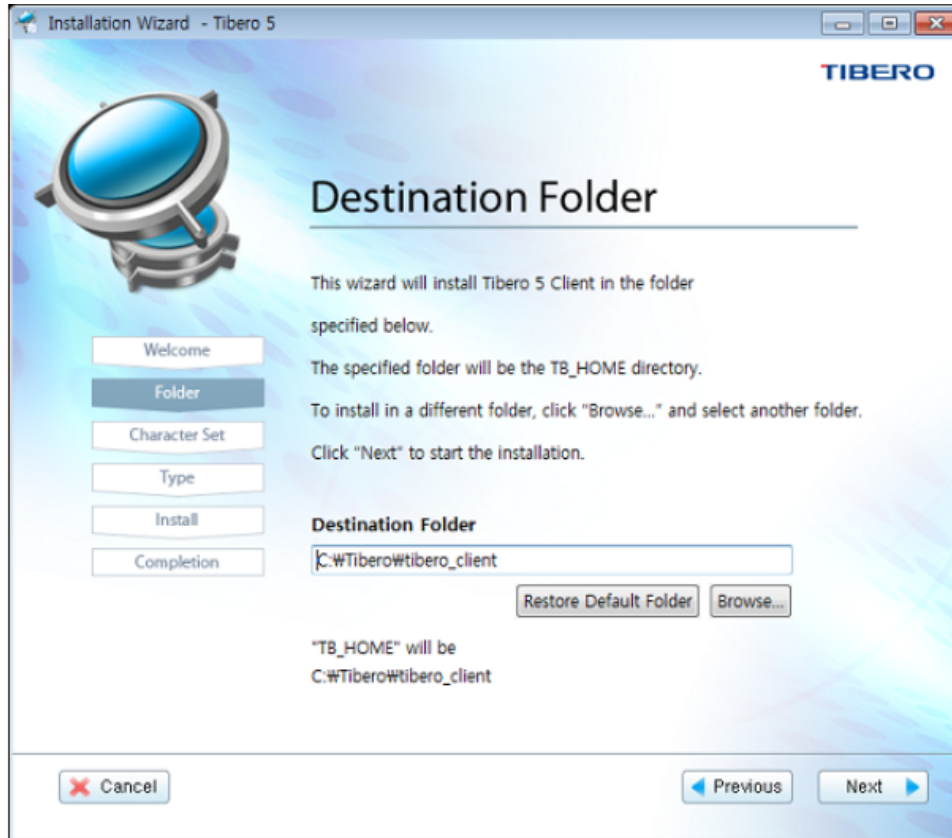 Installation Wizard - Tibero 5
TIBERO
Destination Folder
This wizard will install Tibero 5 Client in the folder
specified below.
The specified folder will be the TB_HOME directory.
To install in a different folder, click "Browse..." and select another folder.
Click "Next" to start the installation.
Welcome
Folder
Character Set
Type
Install
Completion
Destination Folder
C:₩Tibero₩tibero_client
Restore Default Folder
Browse...
"TB_HOME" will be
C:₩Tibero₩tibero_client
Cancel
Previous
Next